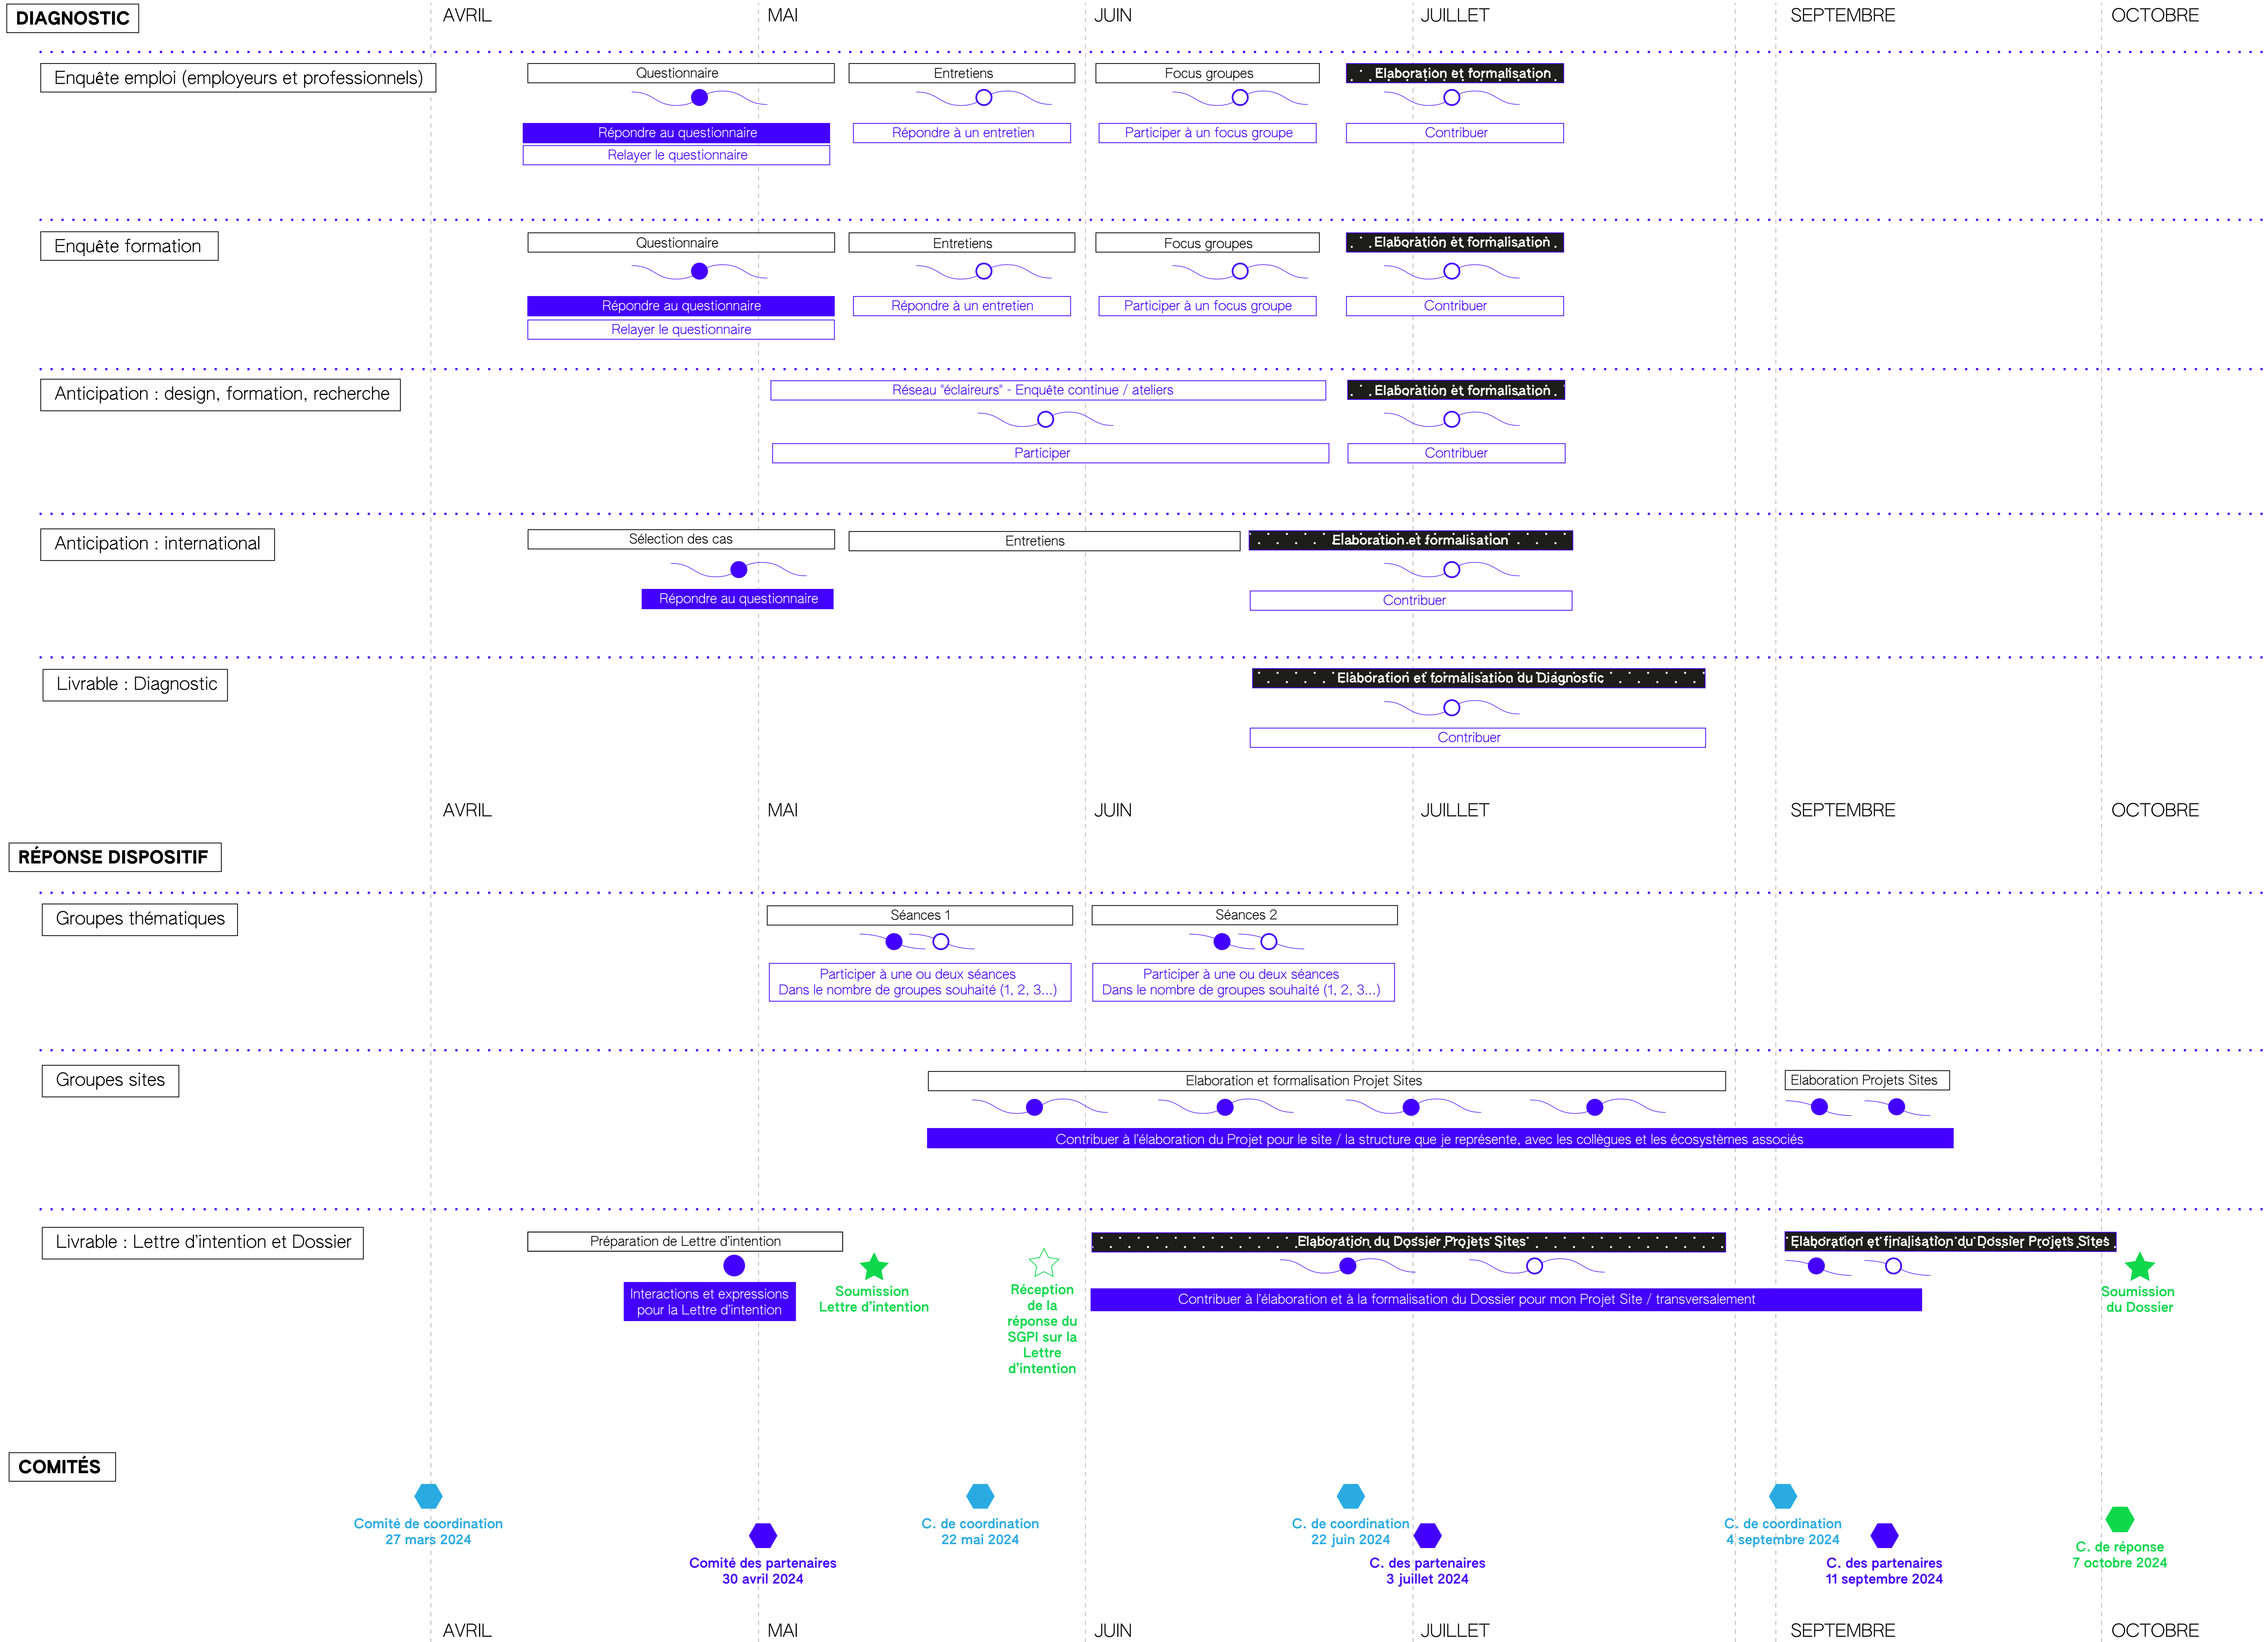 DIAGNOSTIC
AVRIL
MAI
JUIN
JUILLET
SEPTEMBRE
OCTOBRE
Enquête emploi (employeurs et professionnels)
Questionnaire
Entretiens
Focus groupes
Elaboration et formalisation
Répondre au questionnaire
Répondre à un entretien
Participer à un focus groupe
Contribuer
Relayer le questionnaire
Enquête formation
Questionnaire
Entretiens
Focus groupes
Elaboration et formalisation
Répondre au questionnaire
Répondre à un entretien
Participer à un focus groupe
Contribuer
Relayer le questionnaire
Anticipation : design, formation, recherche
Réseau "éclaireurs" - Enquête continue / ateliers
Elaboration et formalisation
Participer
Contribuer
Anticipation : international
Sélection des cas
Entretiens
Elaboration et formalisation
Répondre au questionnaire
Contribuer
Livrable : Diagnostic
Elaboration et formalisation du Diagnostic
Contribuer
AVRIL
MAI
JUIN
JUILLET
SEPTEMBRE
OCTOBRE
RÉPONSE DISPOSITIF
Groupes thématiques
Séances 1
Séances 2
Participer à une ou deux séances
Dans le nombre de groupes souhaité (1, 2, 3...)
Participer à une ou deux séances
Dans le nombre de groupes souhaité (1, 2, 3...)
Groupes sites
Elaboration et formalisation Projet Sites
Elaboration Projets Sites
Contribuer à l'élaboration du Projet pour le site / la structure que je représente, avec les collègues et les écosystèmes associés
Livrable : Lettre d'intention et Dossier
Préparation de Lettre d'intention
Elaboration du Dossier Projets Sites
Elaboration et finalisation du Dossier Projets Sites
Interactions et expressions
pour la Lettre d'intention
Soumission
Lettre d'intention
Réception
de la
réponse du
SGPI sur la
Lettre
d'intention
Contribuer à l'élaboration et à la formalisation du Dossier pour mon Projet Site / transversalement
Soumission
du Dossier
COMITÉS
Comité de coordination
27 mars 2024
Comité des partenaires
30 avril 2024
C. de coordination
22 mai 2024
C. de coordination
22 juin 2024
C. des partenaires
3 juillet 2024
C. de coordination
4 septembre 2024
C. des partenaires
11 septembre 2024
C. de réponse
7 octobre 2024
AVRIL
MAI
JUIN
JUILLET
SEPTEMBRE
OCTOBRE